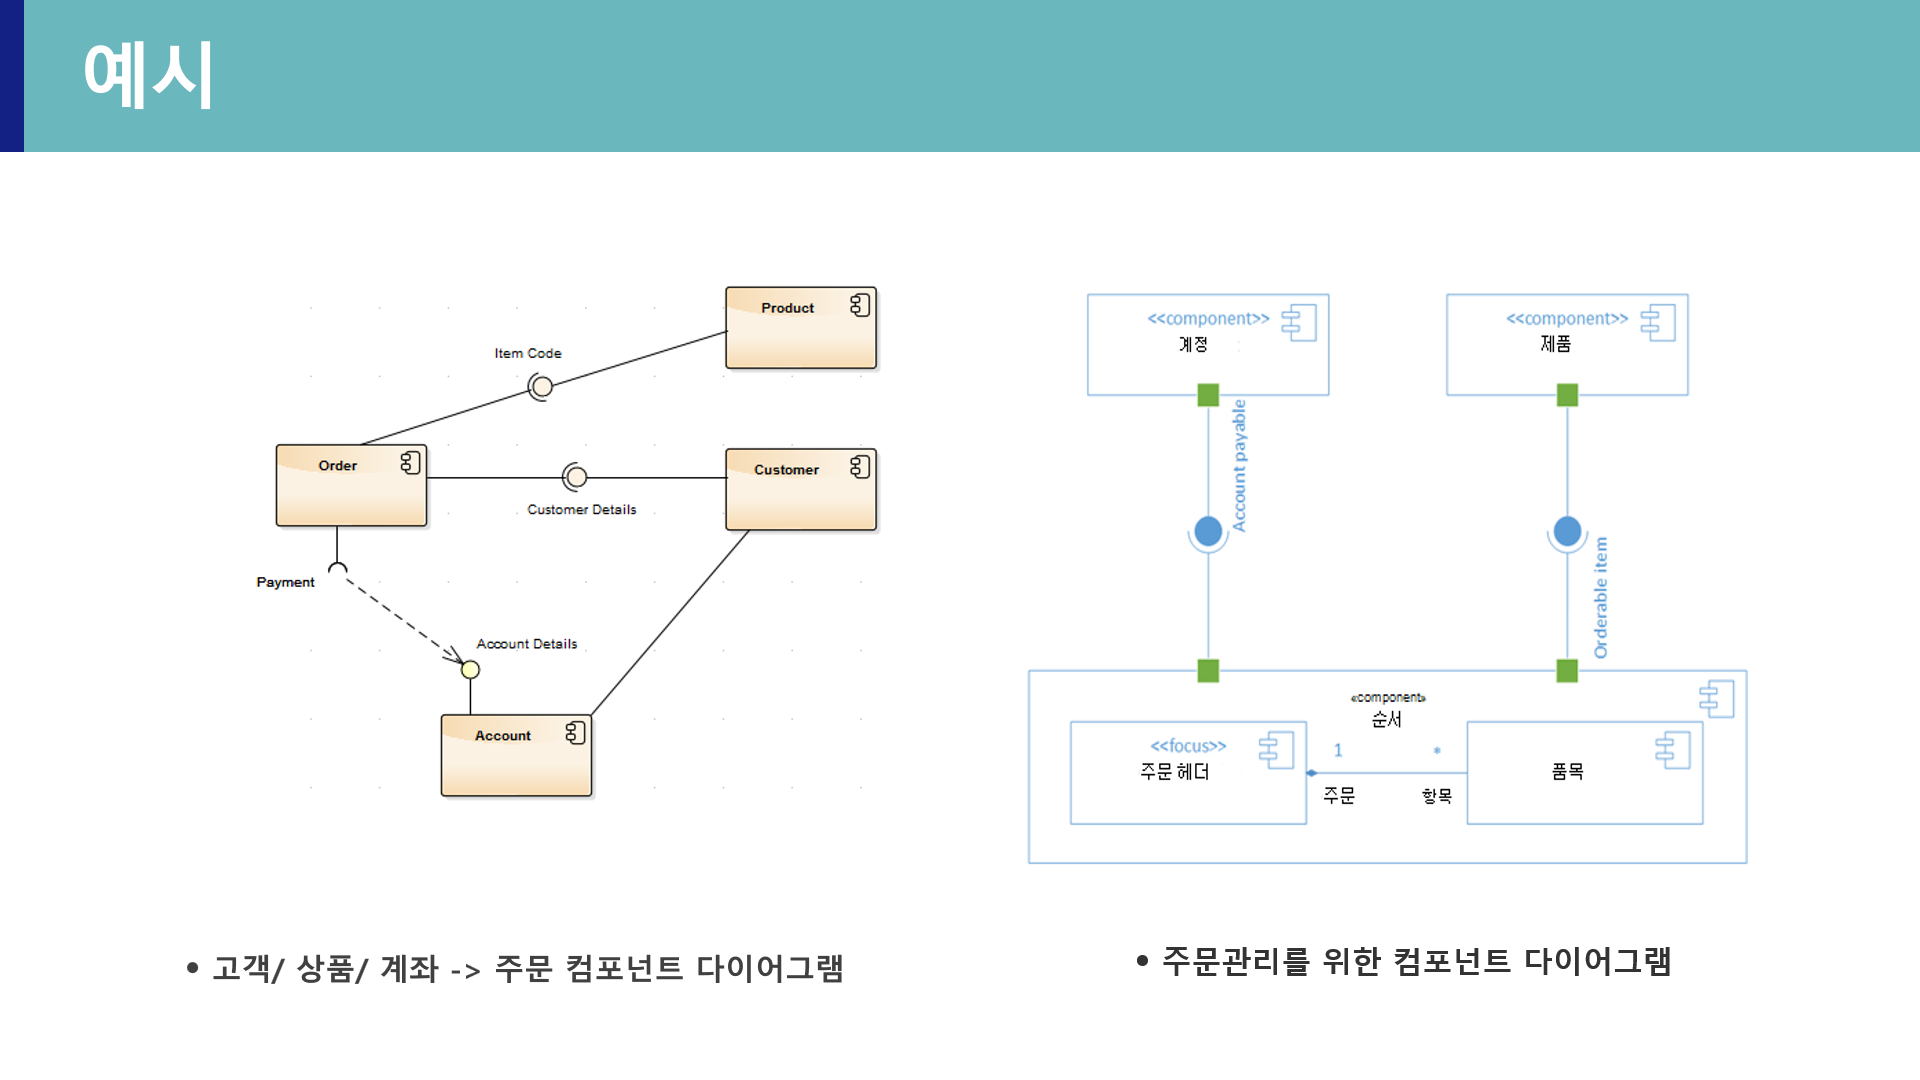 예시
Product
Item Code
Order
Customer
Customer Details
Payment
Account Details
Account
• 고객/ 상품/ 계좌 -> 주문 컴포넌트 다이어그램
<<component>>
계정
<<component>>
제품
Account payable
Orderable item
«component»
순서
<<focus>>
주문 헤더
1
*
주문
항목
품목
• 주문관리를 위한 컴포넌트 다이어그램